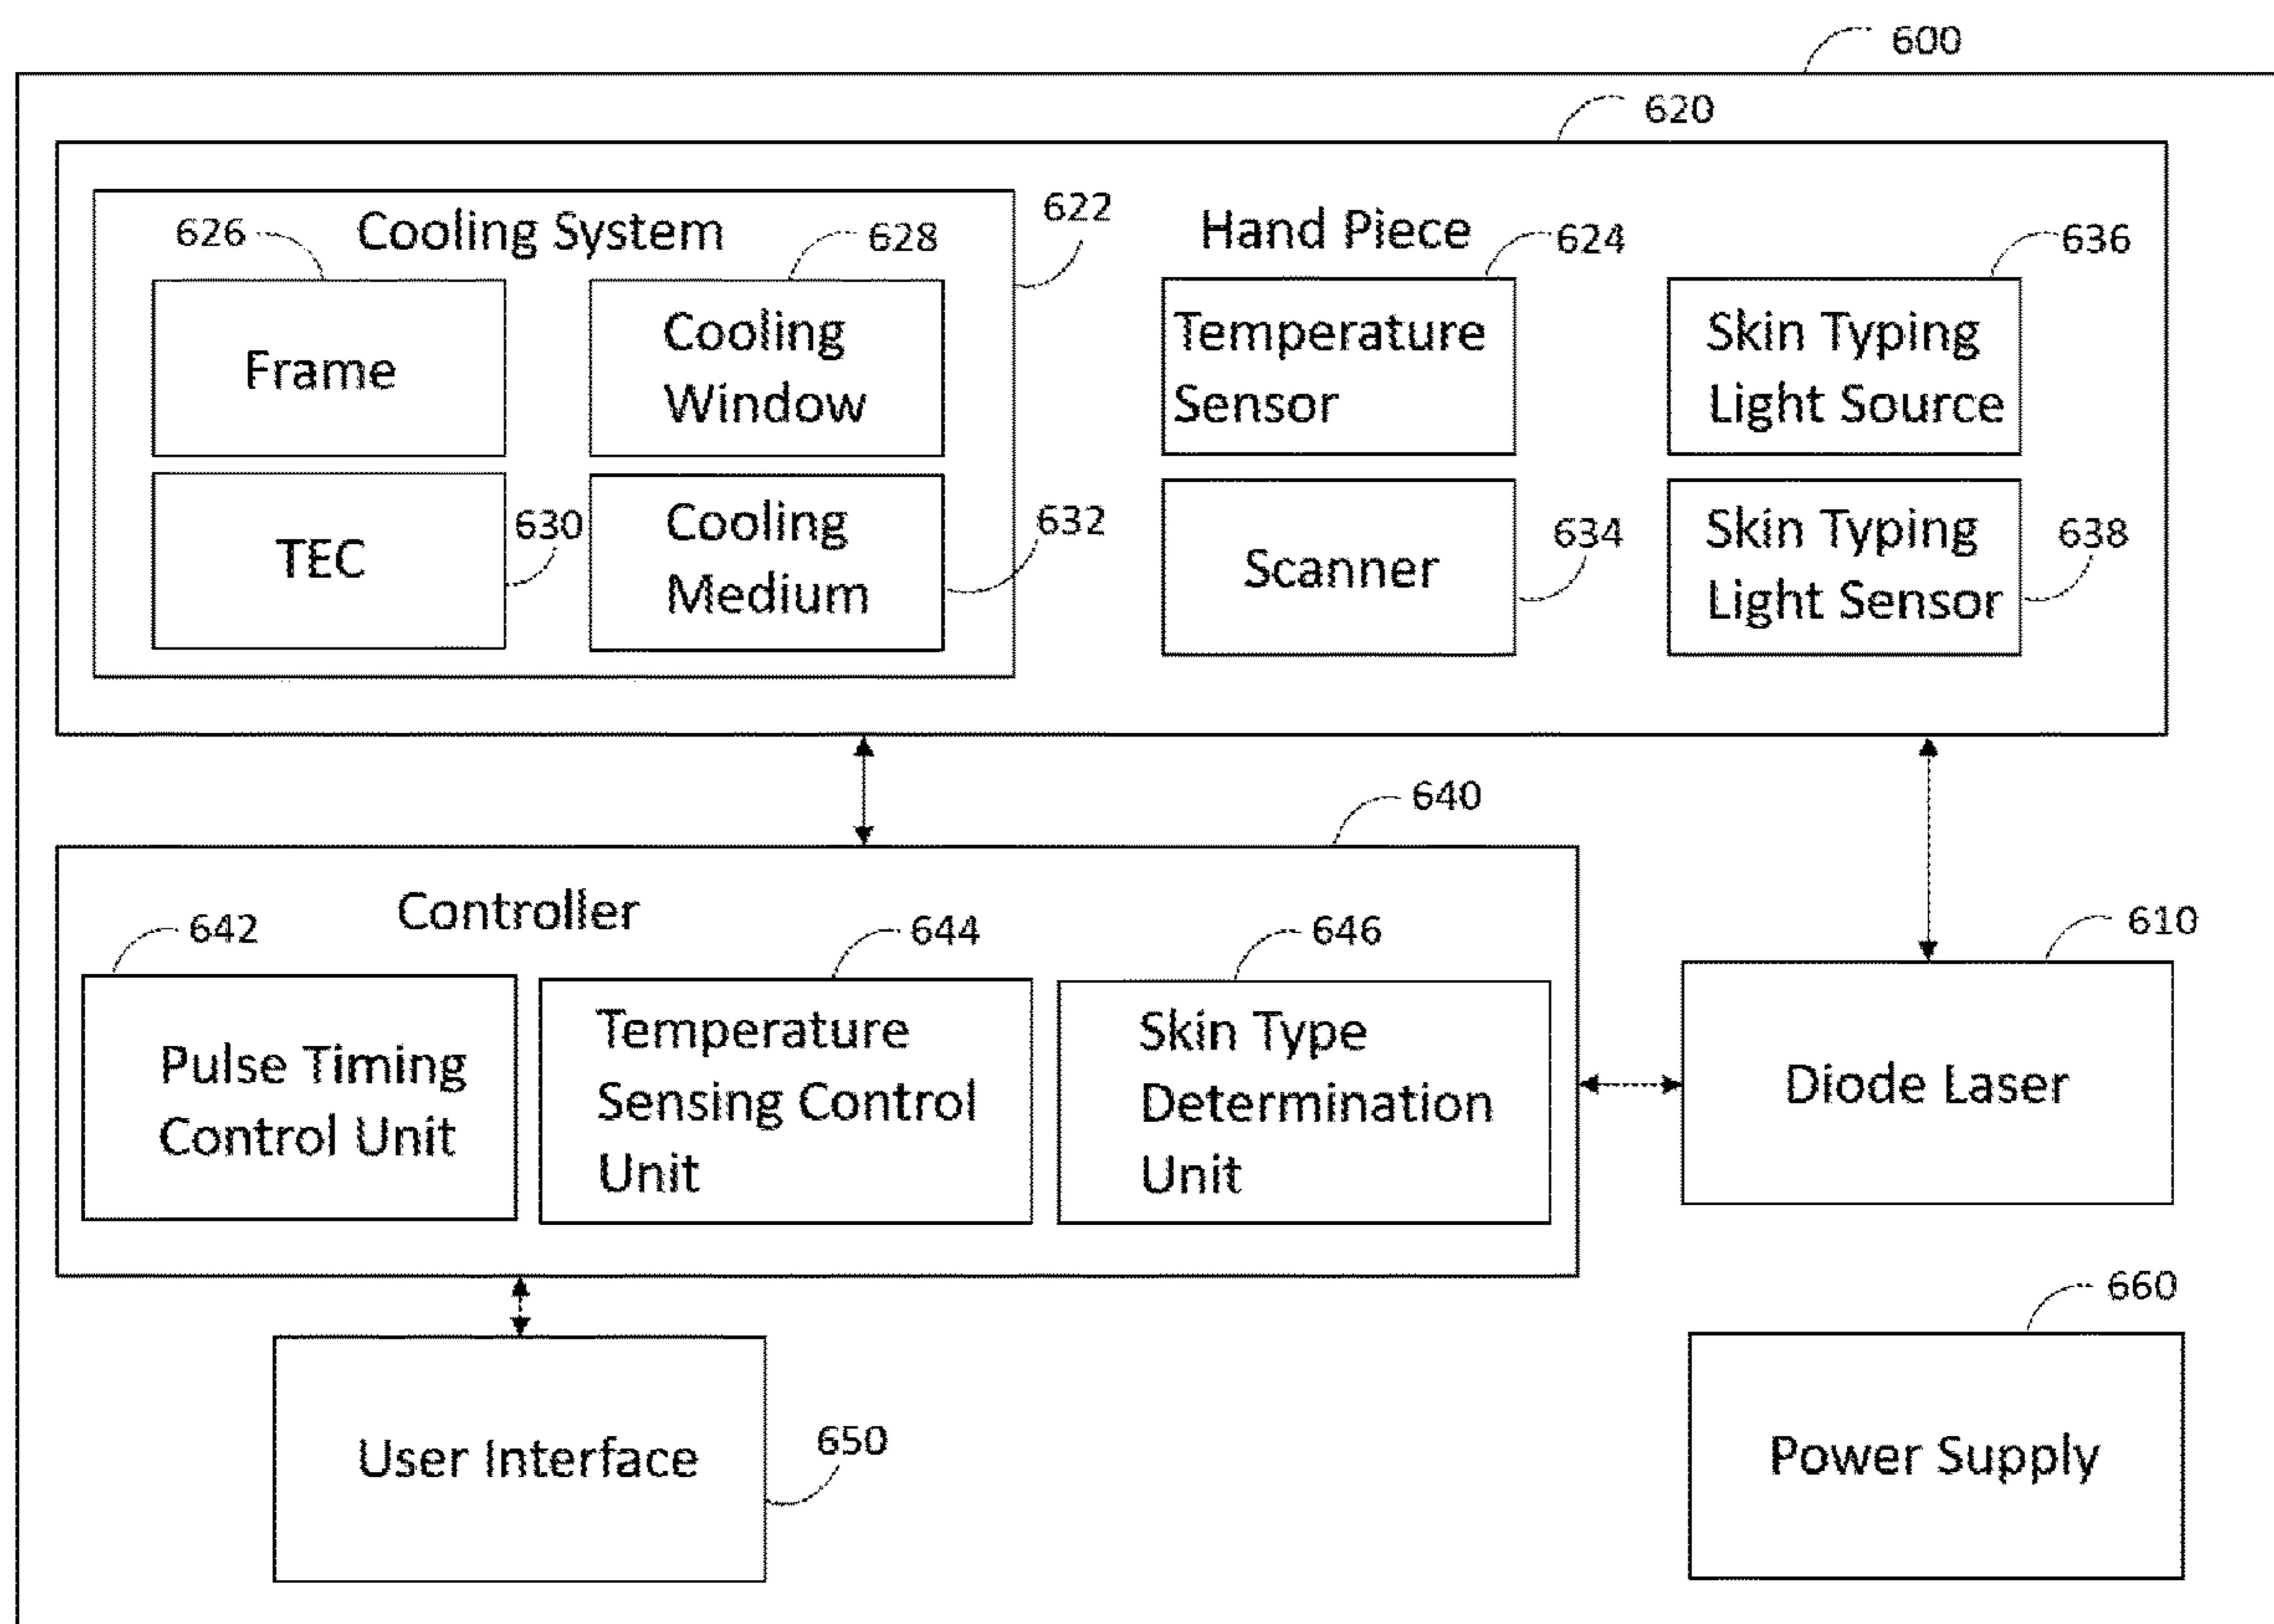 600
620
Cooling System
622
Hand Piece
626
628
624
636
Frame
Cooling
Window
Temperature
Sensor
Skin Typing
Light Source
TEC
630
Cooling
Medium
632
Scanner
634
Skin Typing
Light Sensor
638
640
Controller
642
644
646
610
Pulse Timing
Control Unit
Temperature
Sensing Control
Unit
Skin Type
Determination
Unit
Diode Laser
660
User Interface
650
Power Supply